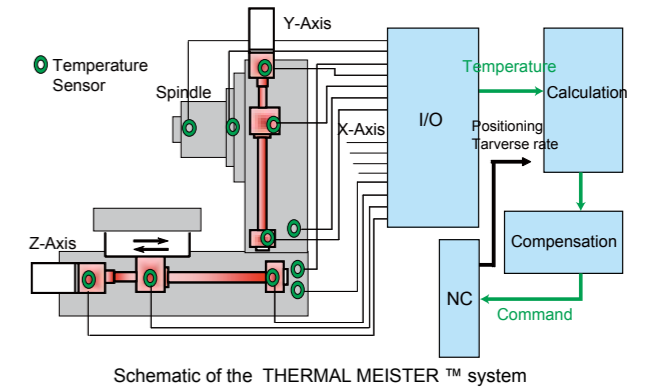 Y-Axis
Temperature
Sensor
Spindle
X-Axis
Z-Axis
I/O
Temperature
Calculation
Positioning
Tarverse rate
Compensation
NC
Command
Schematic of the THERMAL MEISTER ™ system